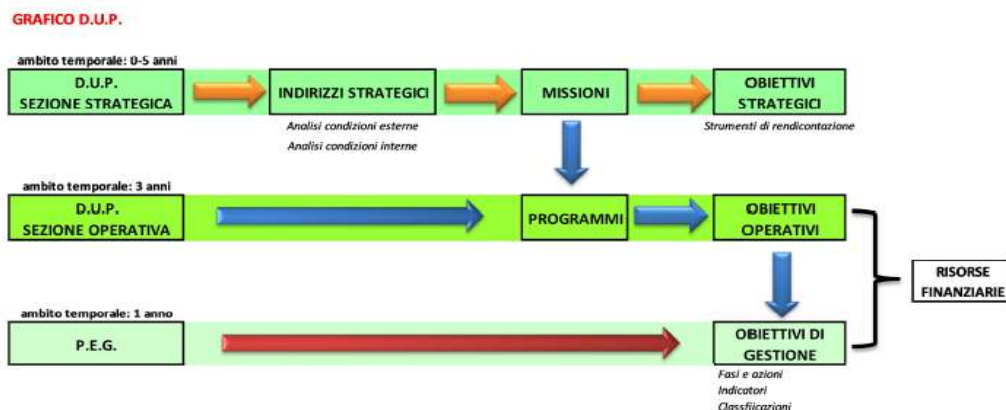 GRAFICO D.U.P.
ambito temporale: 0-5 anni
D.U.P.
SEZIONE STRATEGICA
INDIRIZZI STRATEGICI
MISSIONI
OBIETTIVI
STRATEGICI
Analisi condizioni esterne
Analisi condizioni interne
Strumenti di rendicontazione
ambito temporale: 3 anni
D.U.P.
SEZIONE OPERATIVA
PROGRAMMI
OBIETTIVI
OPERATIVI
RISORSE
FINANZIARIE
ambito temporale: 1 anno
P.E.G.
OBIETTIVI DI
GESTIONE
Fasi e azioni
Indicatori
Classfiicazioni